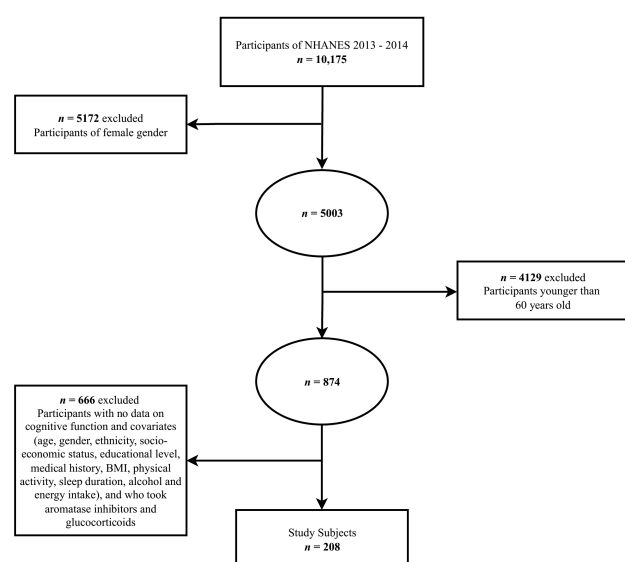 Participants of NHANES 2013 - 2014
n = 10,175
n = 5172 excluded
Participants of female gender
n = 5003
n = 4129 excluded
Participants younger than
60 years old
n = 874
n = 666 excluded
Participants with no data on
cognitive function and covariates
(age, gender, ethnicity, socio-
economic status, educational level,
medical history, BMI, physical
activity, sleep duration, alcohol and
energy intake), and who took
aromatase inhibitors and
glucocorticoids
Study Subjects
n = 208